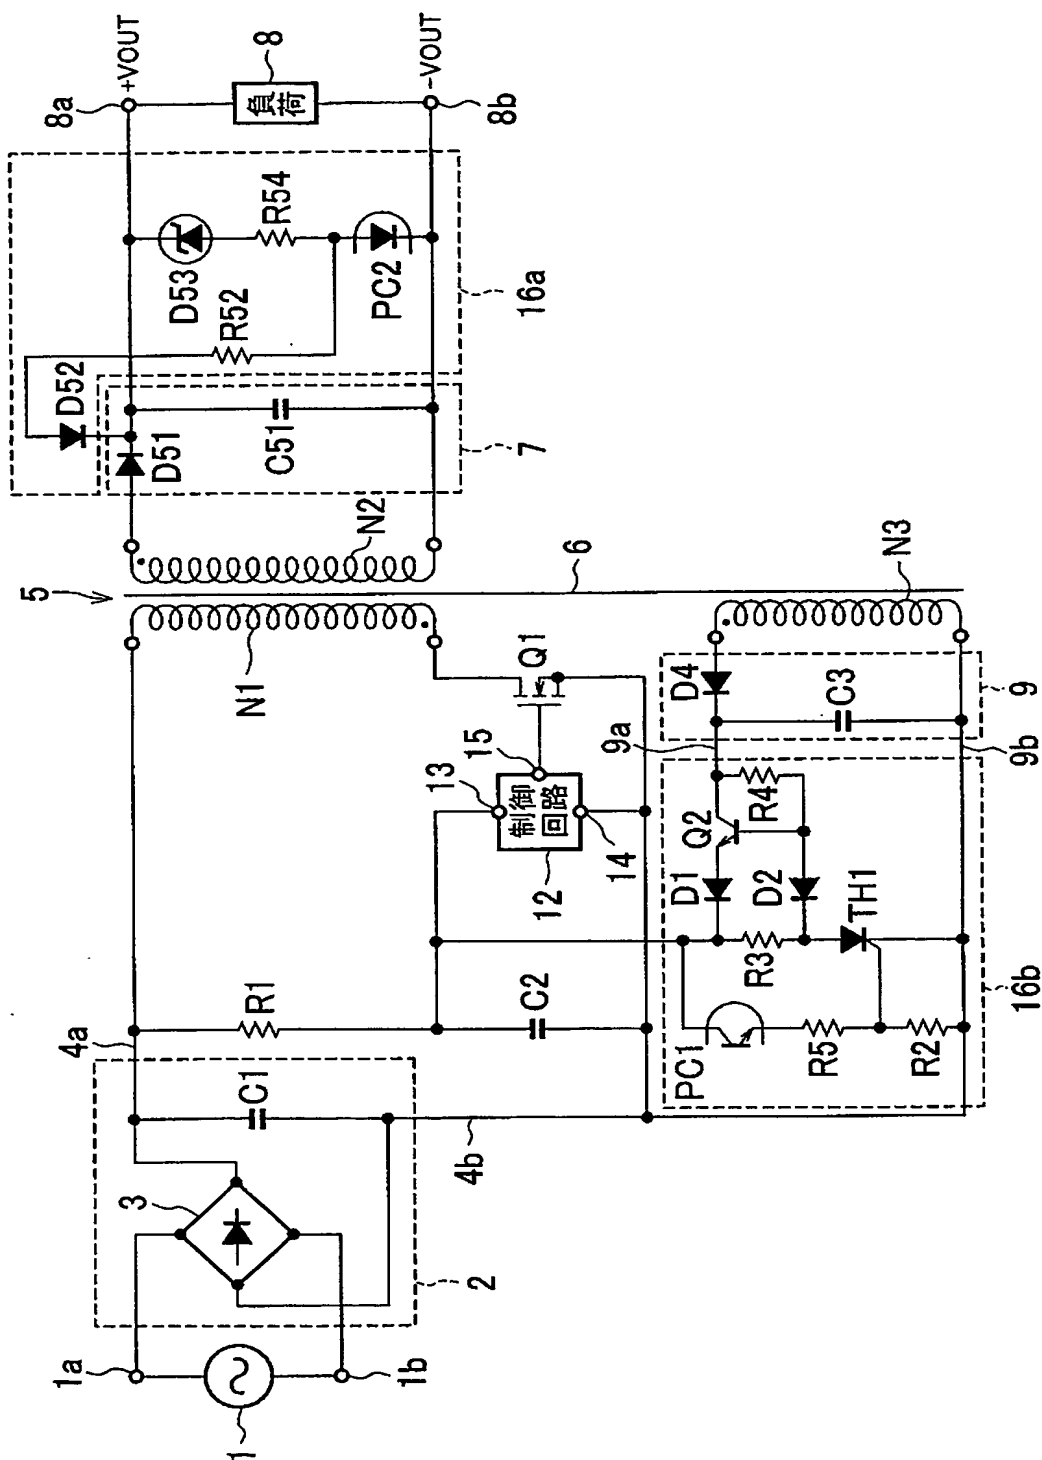 1
1a
1b
2
3
C1
4a
4b
R1
C2
5
N1
N2
6
N3
Q1
13
15
制御
回路
12
14
D51
D52
C51
7
R52
D53
R54
PC2
16a
8a
+VOUT
8
負荷
-VOUT
8b
PC1
R5
R2
R3
TH1
D1
D2
Q2
R4
16b
9a
D4
C3
9
9b